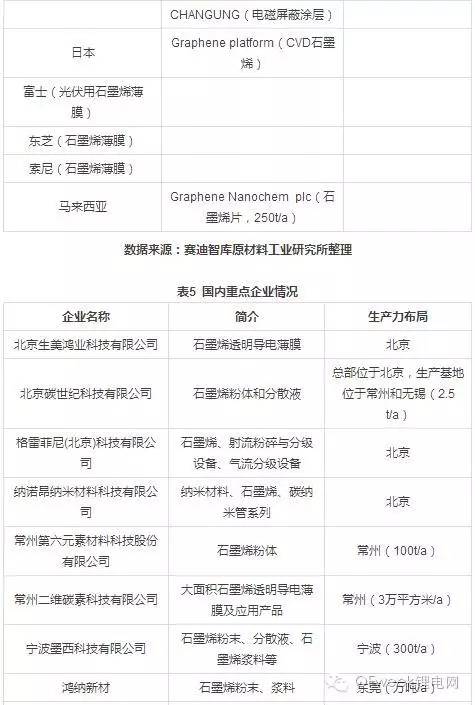 CHANGUNG（电磁屏蔽涂层）
日本
Graphene platform（CVD石墨
烯）
富士（光伏用石墨烯薄
膜）
东芝（石墨烯薄膜）
索尼（石墨烯薄膜）
马来西亚
Graphene Nanochem plc（石
墨烯片，250t/a）
数据来源：赛迪智库原材料工业研究所整理
表5 国内重点企业情况
企业名称
简介
生产力布局
北京生美鸿业科技有限公司
石墨烯透明导电薄膜
北京
北京碳世纪科技有限公司
石墨烯粉体和分散液
总部位于北京，生产基地
位于常州和无锡（2.5
t/a）
格雷菲尼(北京)科技有限公
司
石墨烯、射流粉碎与分级
设备、气流分级设备
北京
纳诺昂纳米材料科技有限公
司
纳米材料、石墨烯、碳纳
米管系列
北京
常州第六元素材料科技股份
有限公司
石墨烯粉体
常州（100t/a）
常州二维碳素科技有限公司
大面积石墨烯透明导电薄
膜及应用产品
常州（3万平方米/a）
宁波墨西科技有限公司
石墨烯粉末、分散液、石
墨烯浆料等
宁波（300t/a）
鸿纳新材
石墨烯粉末、浆料
东莞（万吨/a）
OFweek锂电网